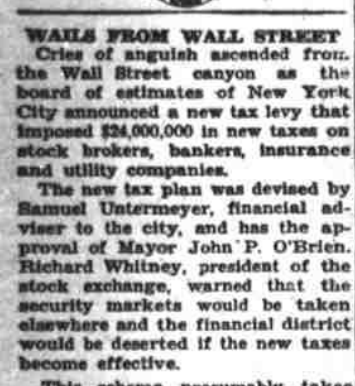 WAILS FROM WALL STREET
Cries of anguish ascended from
the Wall Street canyon as the
board of estimates of New York
City announced a new tax levy that
imposed $24,000,000 in new taxes on
stock brokers, bankers, insurance
and utility companies.
The new tax plan was devised by
Samuel Untermeyer, financial ad-
viser to the city, and has the ap-
proval of Mayor John P. O'Brien.
Richard Whitney, president of the
stock exchange, warned that the
security markets would be taken
elsewhere and the financial district
would be deserted if the new taxes
become effective.